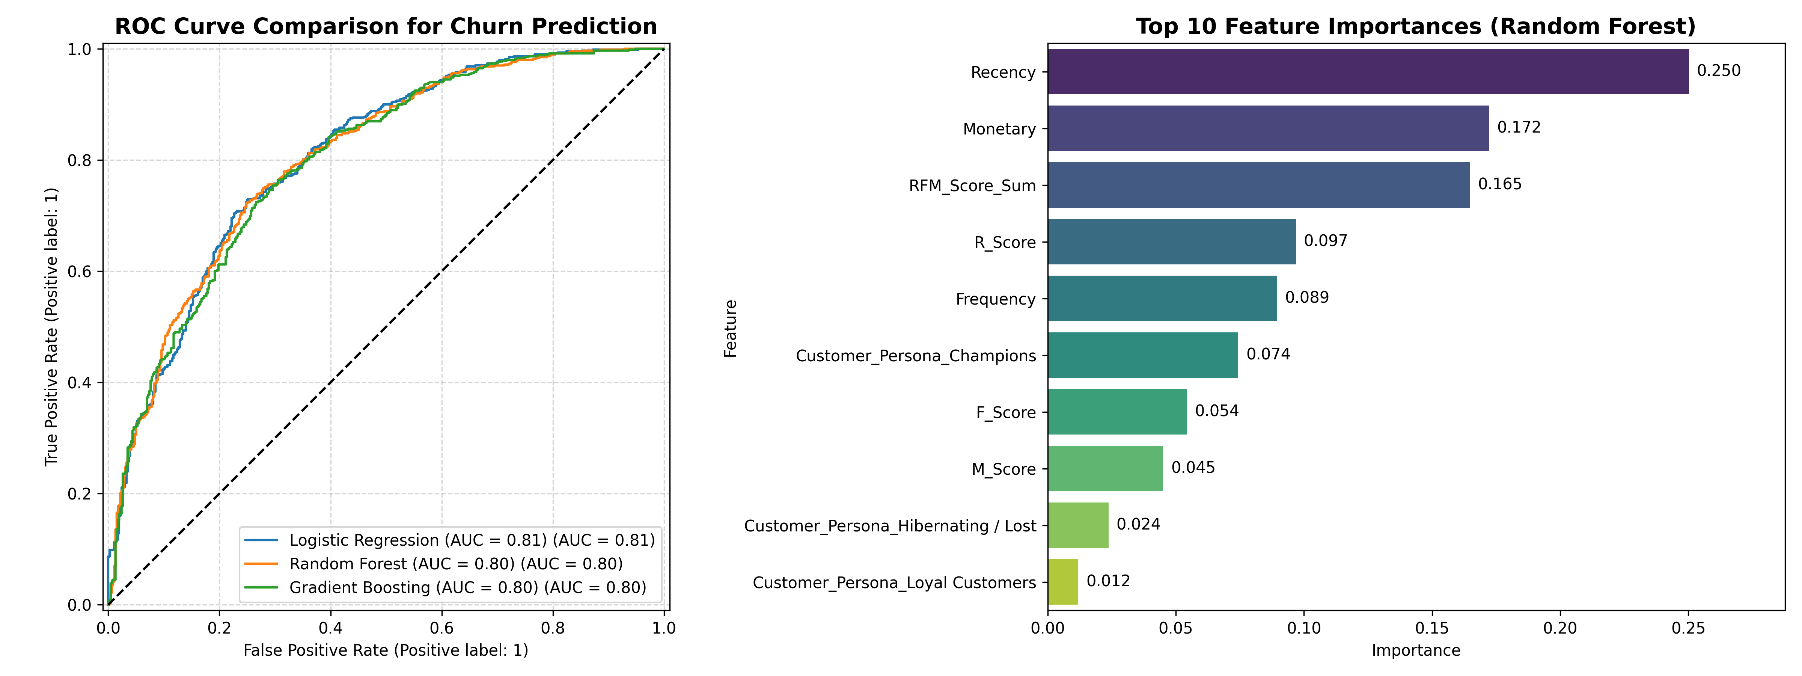 ROC Curve Comparison for Churn Prediction
True Positive Rate (Positive label: 1)
1.0
0.8
0.6
0.4
0.2
0.0
Logistic Regression (AUC = 0.81) (AUC = 0.81)
Random Forest (AUC = 0.80) (AUC = 0.80)
Gradient Boosting (AUC = 0.80) (AUC = 0.80)
0.0 0.2 0.4 0.6 0.8 1.0
False Positive Rate (Positive label: 1)
Top 10 Feature Importances (Random Forest)
Feature
Recency 0.250
Monetary 0.172
RFM_Score_Sum 0.165
R_Score 0.097
Frequency 0.089
Customer_Persona_Champions 0.074
F_Score 0.054
M_Score 0.045
Customer_Persona_Hibernating / Lost 0.024
Customer_Persona_Loyal Customers 0.012
0.00 0.05 0.10 0.15 0.20 0.25
Importance